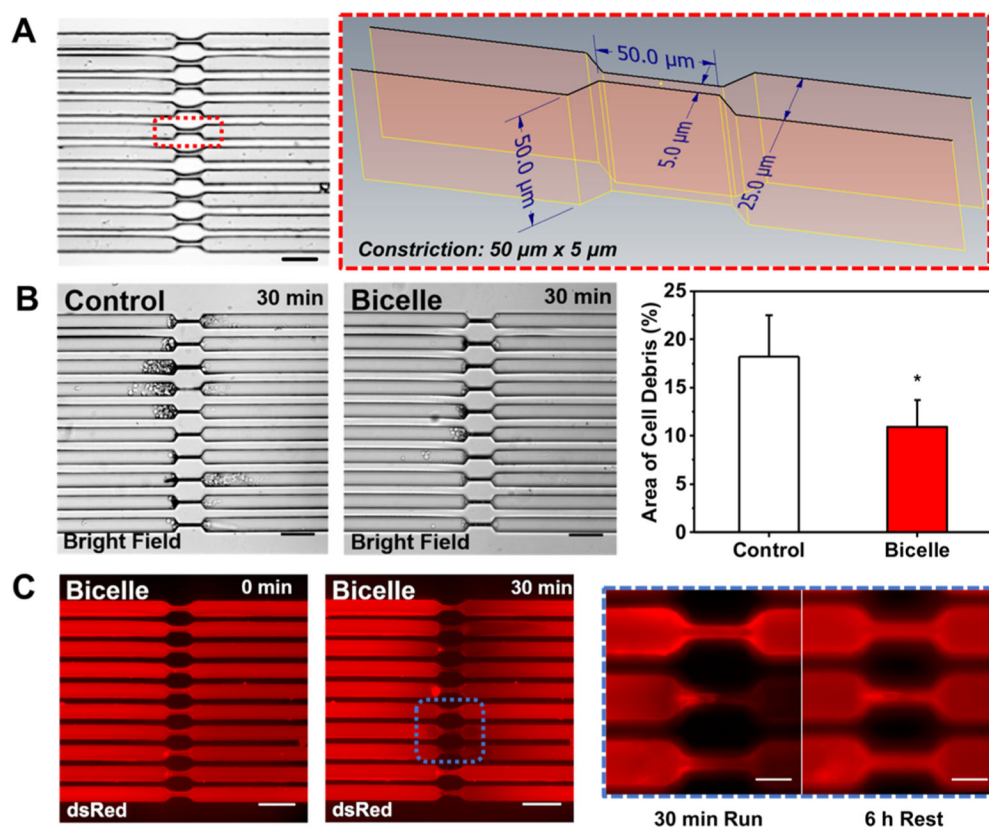 A
50.0 µm
50.0 µm
5.0 µm
25.0 µm
Constriction: 50 µm x 5 µm
B
Control
30 min
Bright Field
Bicelle
30 min
Bright Field
Area of Cell Debris (%)
25
20
15
10
5
0
*
Control
Bicelle
C
Bicelle
0 min
dsRed
Bicelle
30 min
dsRed
30 min Run
6 h Rest